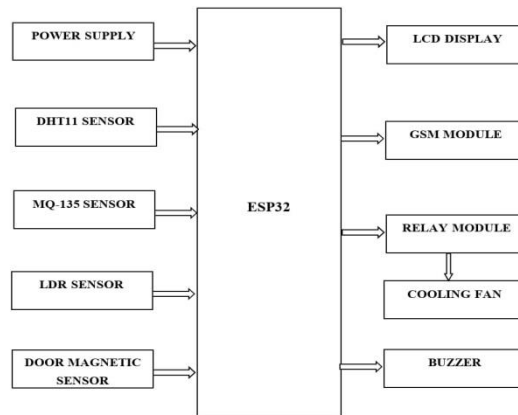 POWER SUPPLY
DHT11 SENSOR
MQ-135 SENSOR
LDR SENSOR
DOOR MAGNETIC
SENSOR
ESP32
LCD DISPLAY
GSM MODULE
RELAY MODULE
COOLING FAN
BUZZER